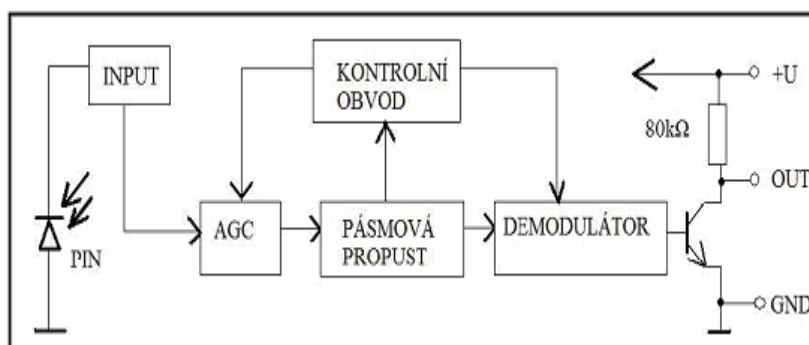 INPUT
KONTROLNÍ
OBVOD
+U
80kΩ
OUT
AGC
PÁSMOVÁ
PROPUST
DEMODULÁTOR
PIN
GND